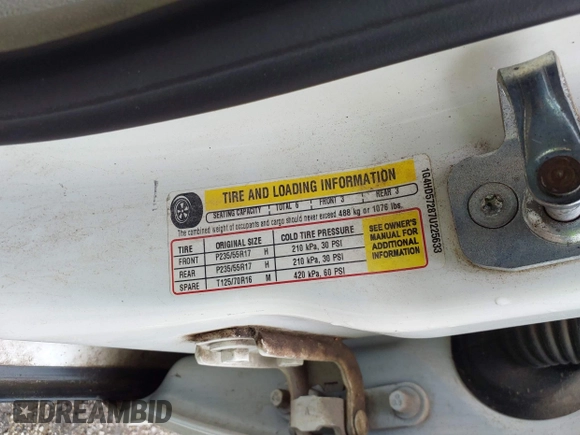 TIRE AND LOADING INFORMATION
SEATING CAPACITY TOTAL 6 FRONT 3 REAR 3
The combined weight of occupants and cargo should never exceed 488 kg or 1076 lbs.
TIRE ORIGINAL SIZE COLD TIRE PRESSURE
FRONT P235/55R17 H 210 kPa, 30 PSI
REAR P235/55R17 H 210 kPa, 30 PSI
SPARE T125/70R16 M 420 kPa, 60 PSI
SEE OWNER'S
MANUAL FOR
ADDITIONAL
INFORMATION
1G4HD57287U225633
DREAMBID